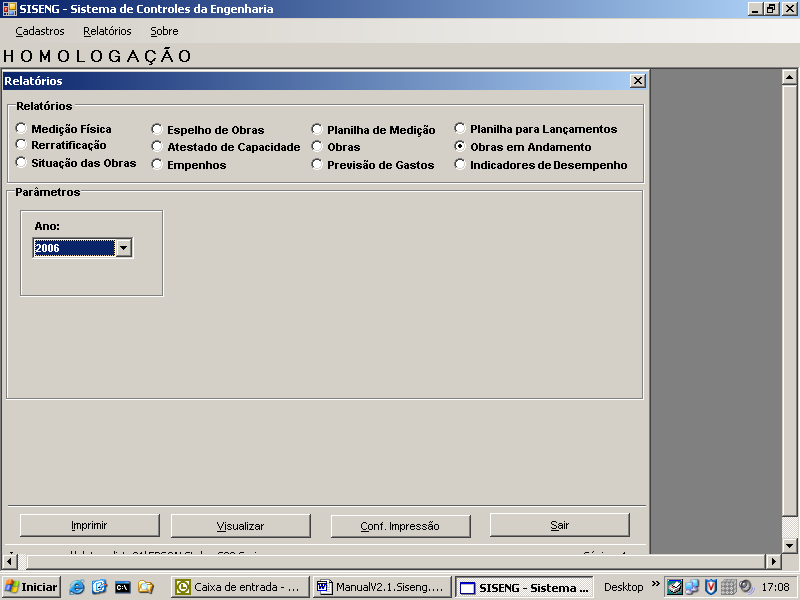 SISENG - Sistema de Controles da Engenharia
Cadastros Relatórios Sobre
HOMOLOGAÇÃO
Relatórios
Relatórios
Medição Física Espelho de Obras Planilha de Medição Planilha para Lançamentos
Rerratificação Atestado de Capacidade Obras Obras em Andamento
Situação das Obras Empenhos Previsão de Gastos Indicadores de Desempenho
Parâmetros
Ano:
2006
Imprimir Visualizar Conf. Impressão Sair
Iniciar Caixa de entrada - ... ManualV2.1.Siseng.... SISENG - Sistema ... Desktop » 17:08